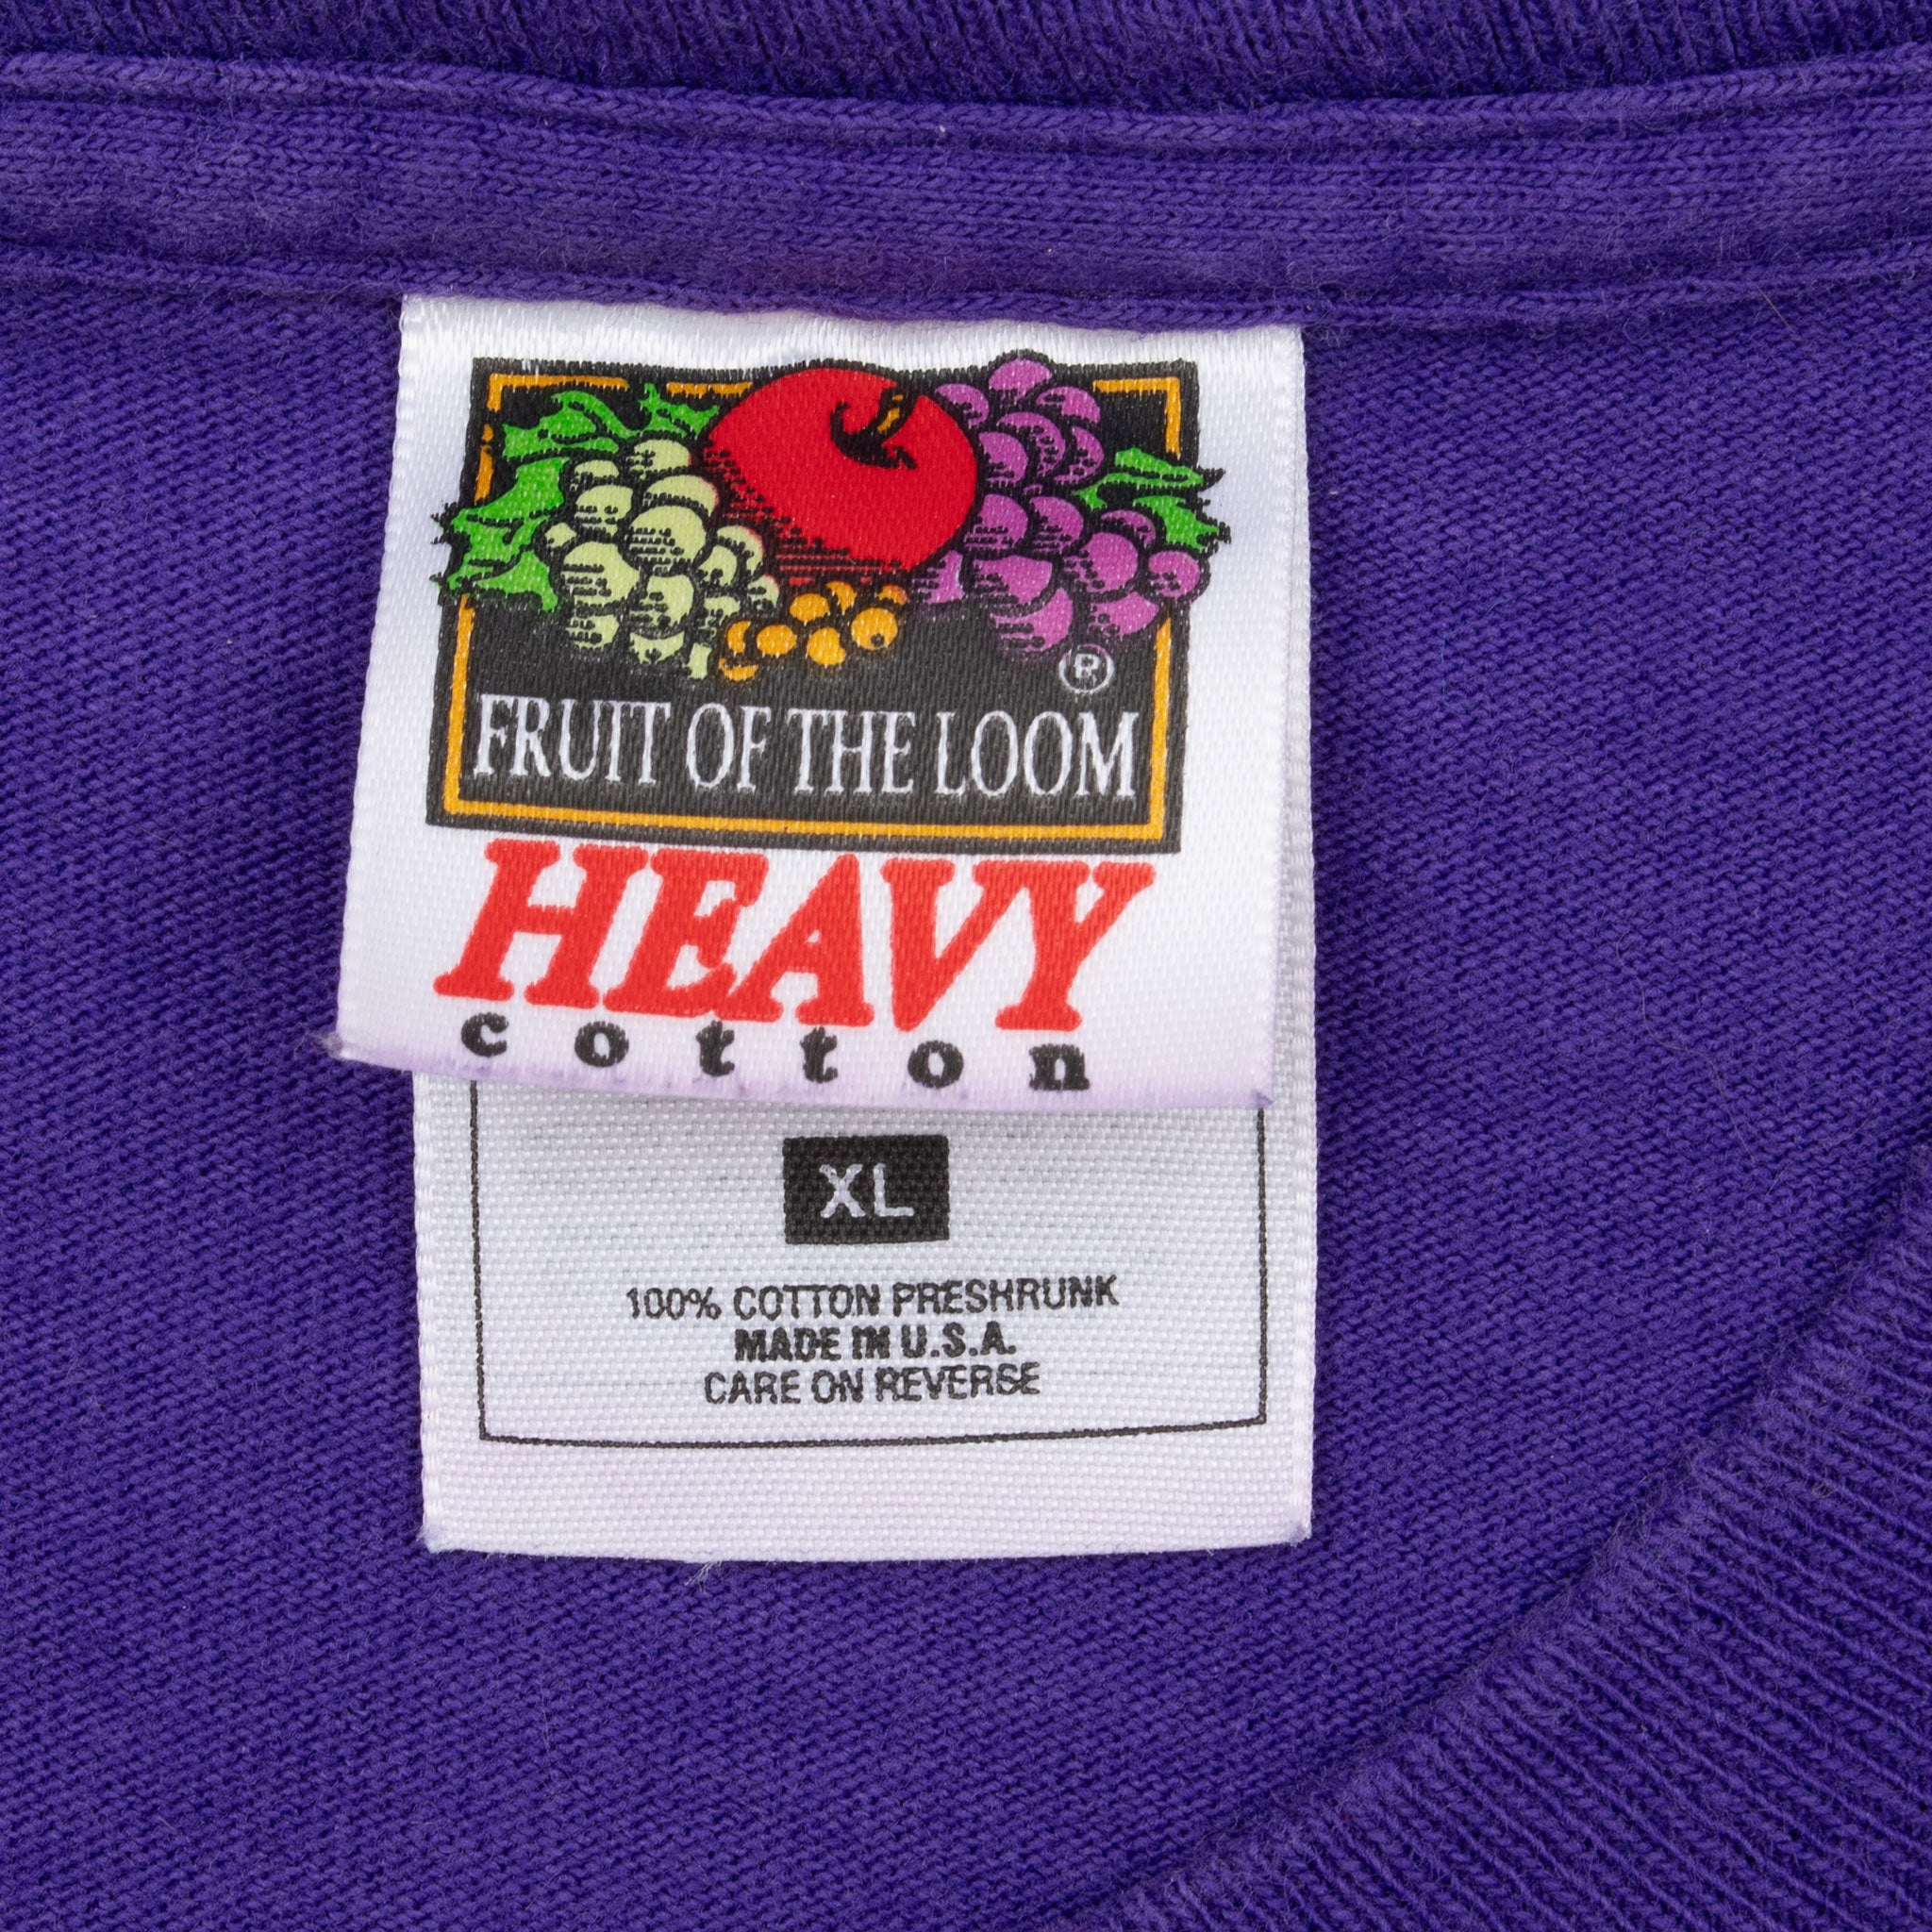 ®
FRUIT OF THE LOOM
HEAVY
cotton
XL
100% COTTON PRESHRUNK
MADE IN U.S.A.
CARE ON REVERSE